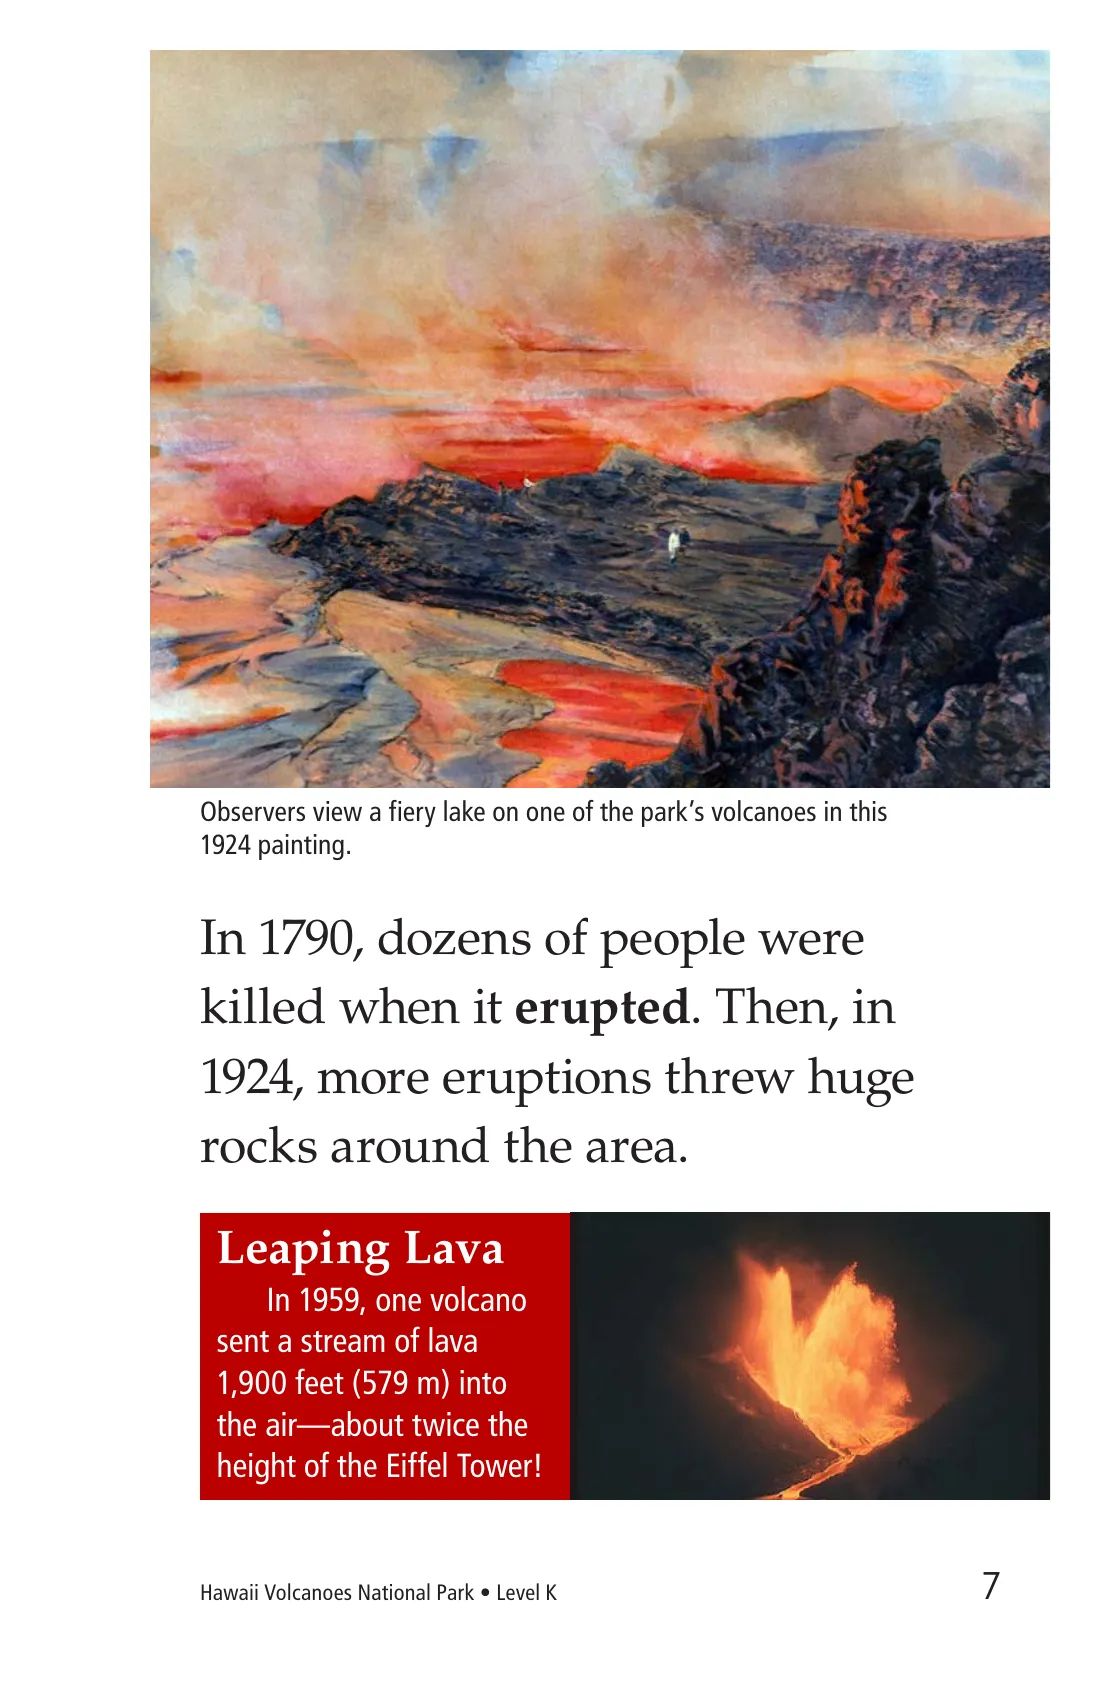 Observers view a fiery lake on one of the park’s volcanoes in this
1924 painting.
In 1790, dozens of people were
killed when it erupted. Then, in
1924, more eruptions threw huge
rocks around the area.
Leaping Lava
In 1959, one volcano
sent a stream of lava
1,900 feet (579 m) into
the air—about twice the
height of the Eiffel Tower!
Hawaii Volcanoes National Park • Level K
7